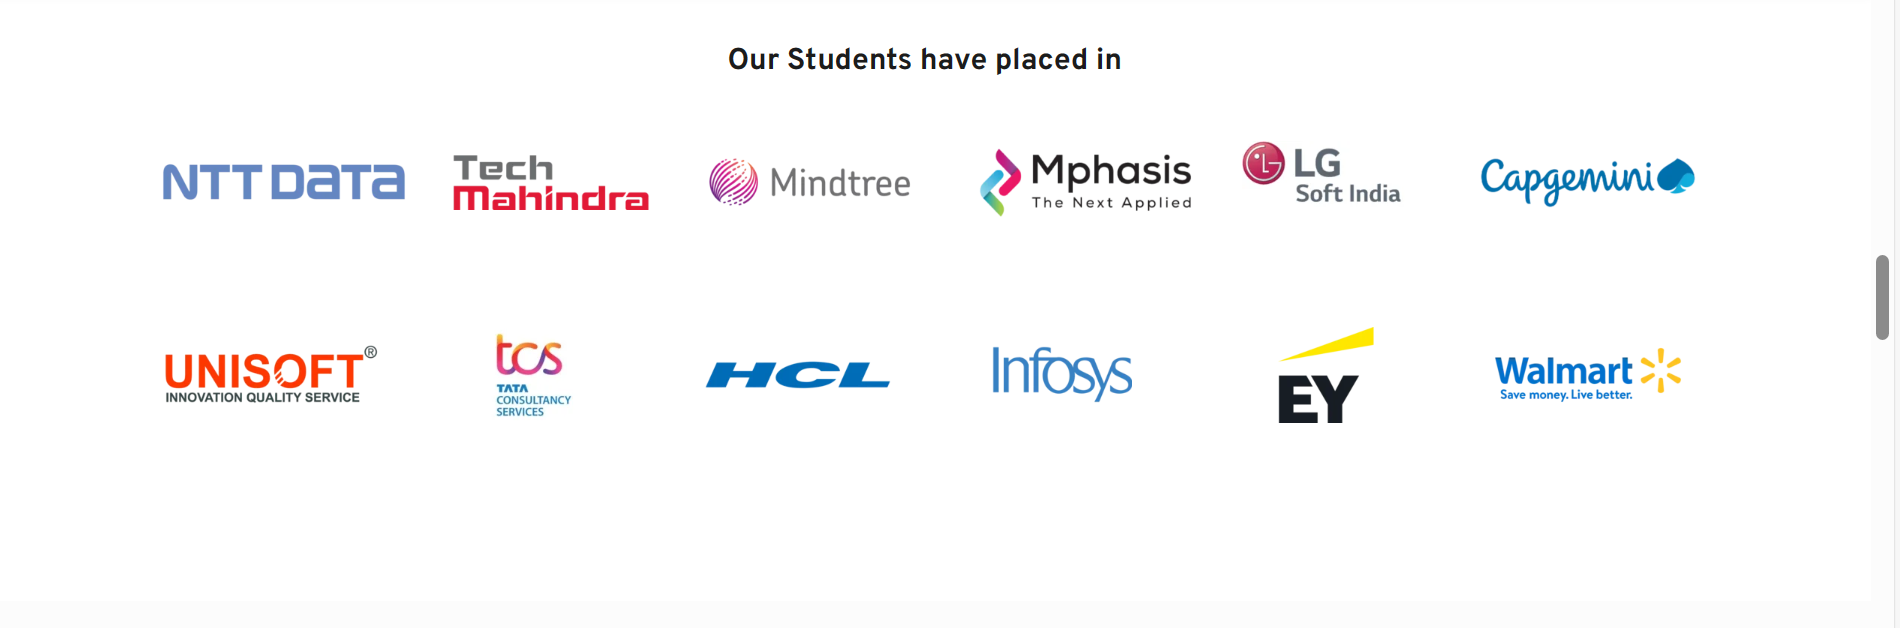 Our Students have placed in
NTT DATA
Tech
Mahindra
Mindtree
Mphasis
The Next Applied
LG
Soft India
Capgemini
UNISOFT®
INNOVATION QUALITY SERVICE
tcs
TATA
CONSULTANCY
SERVICES
HCL
Infosys
EY
Walmart
Save money. Live better.